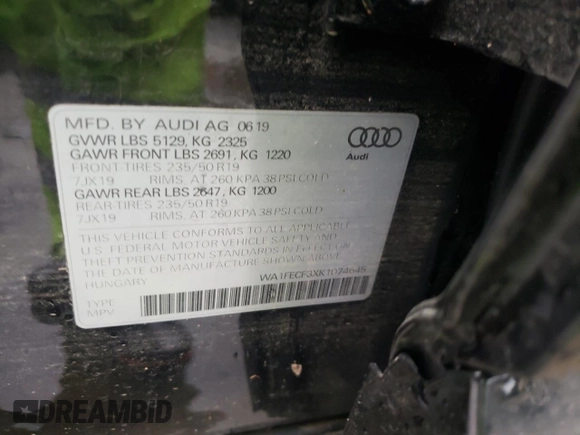 MFD. BY AUDI AG 06 19
GVWR LBS 5129, KG 2325
GAWR FRONT LBS 2691, KG 1220
FRONT-TIRES 235/50 R19
7JX19 RIMS, AT 260 KPA 38 PSI COLD
GAWR REAR LBS 2647, KG 1200
REAR-TIRES 235/50 R19
7JX19 RIMS, AT 260 KPA 38 PSI COLD
THIS VEHICLE CONFORMS TO ALL APPLICABLE
U.S. FEDERAL MOTOR VEHICLE SAFETY AND
THEFT PREVENTION STANDARDS IN EFFECT ON
THE DATE OF MANUFACTURE SHOWN ABOVE.
HUNGARY
WA1FECF3XK1074645
TYPE
MPV
Audi
DREAMBID